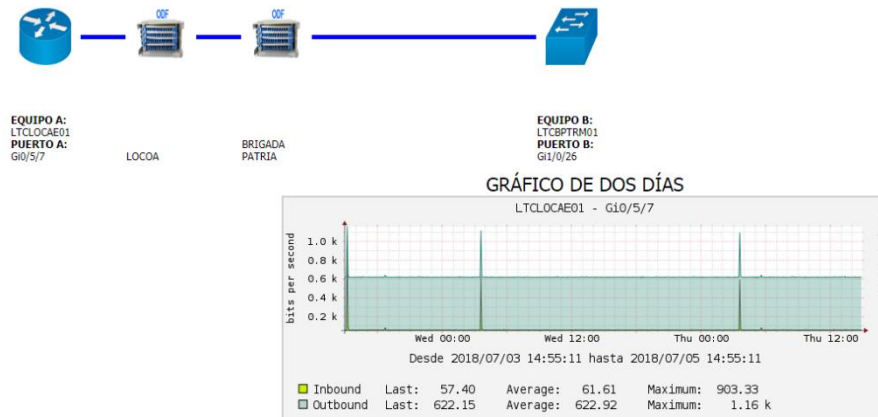 ODF
ODF
EQUIPO A:
LTCLOCAE01
PUERTO A:
Gi0/5/7
LOCOA
BRIGADA
PATRIA
EQUIPO B:
LTCBPTRM01
PUERTO B:
Gi1/0/26
GRÁFICO DE DOS DÍAS
LTCLOCAE01 - Gi0/5/7
bits per second
1.0 k
0.8 k
0.6 k
0.4 k
0.2 k
Wed 00:00 Wed 12:00 Thu 00:00 Thu 12:00
Desde 2018/07/03 14:55:11 hasta 2018/07/05 14:55:11
Inbound Last: 57.40 Average: 61.61 Maximum: 903.33
Outbound Last: 622.15 Average: 622.92 Maximum: 1.16 k